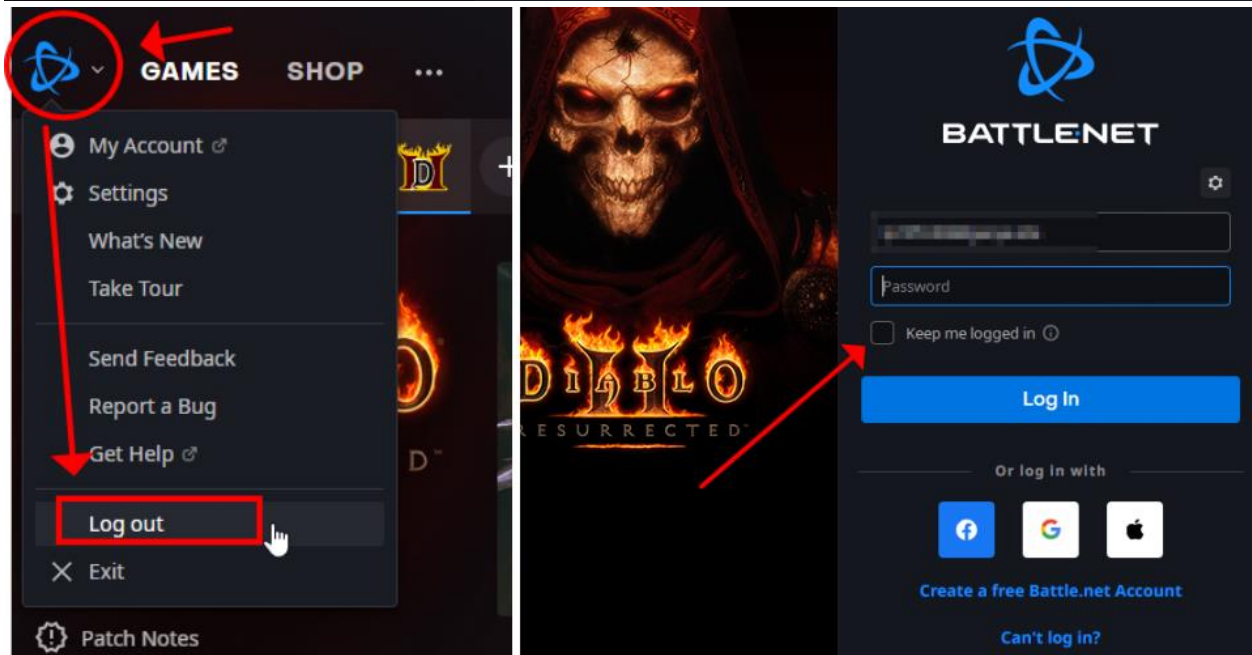 GAMES SHOP ...
My Account
Settings
What's New
Take Tour
Send Feedback
Report a Bug
Get Help
Log out
Exit
Patch Notes
D
DIABLO II
RESURRECTED
BATTLE.NET
Password
Keep me logged in
Log In
Or log in with
Create a free Battle.net Account
Can't log in?